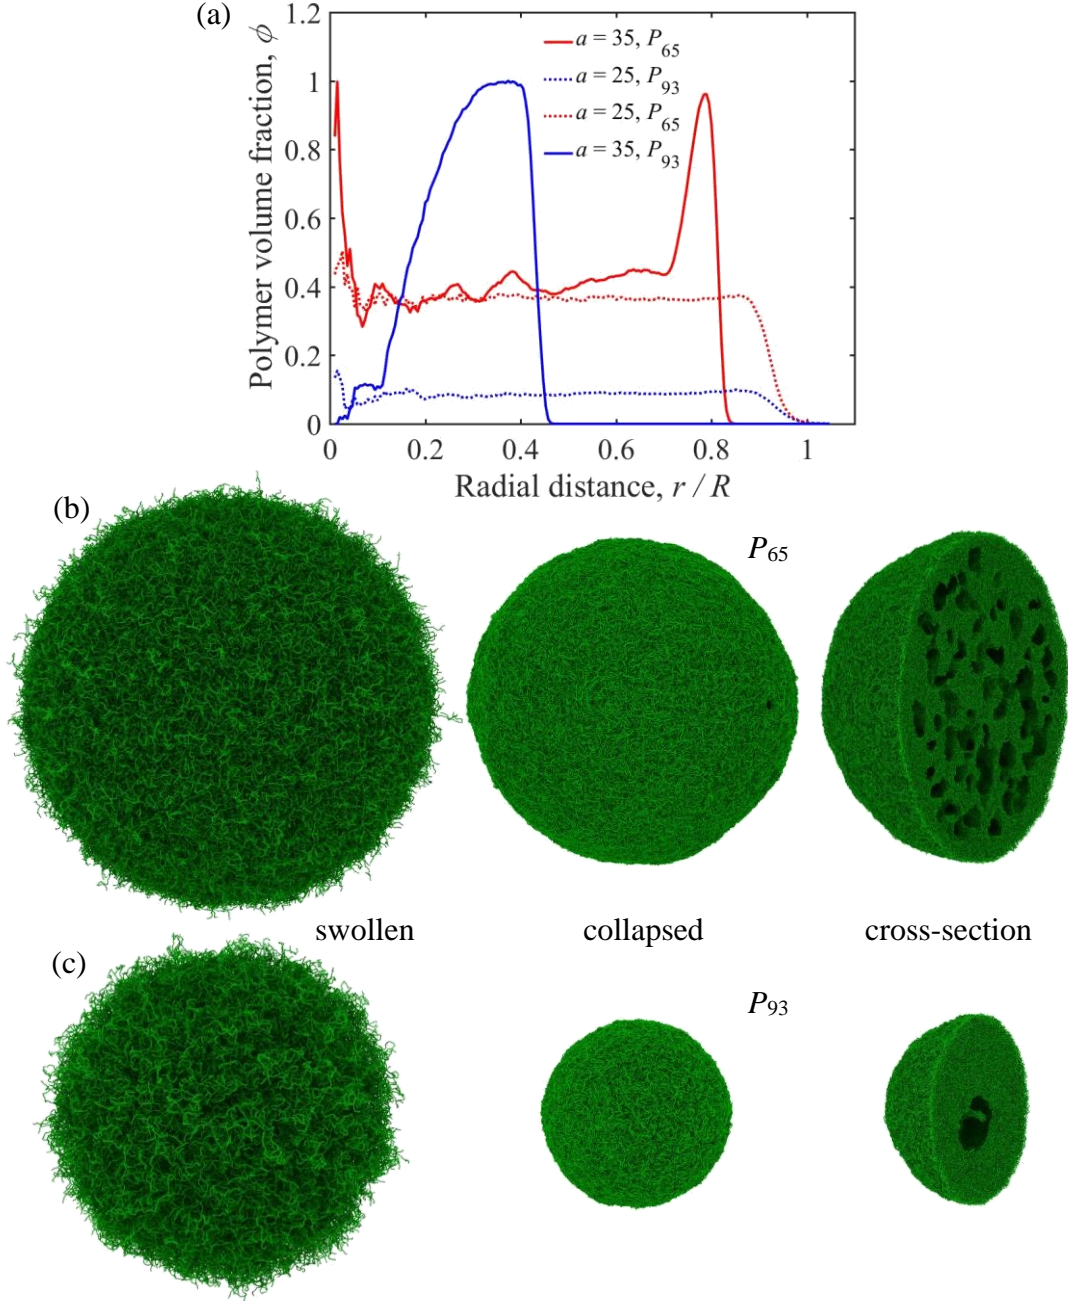 (a)
1.2
1
0.8
0.6
0.4
0.2
0
Polymer volume fraction, ϕ
a = 35, P65
a = 25, P93
a = 25, P65
a = 35, P93
0 0.2 0.4 0.6 0.8 1
Radial distance, r / R
(b)
P65
swollen collapsed cross-section
(c)
P93